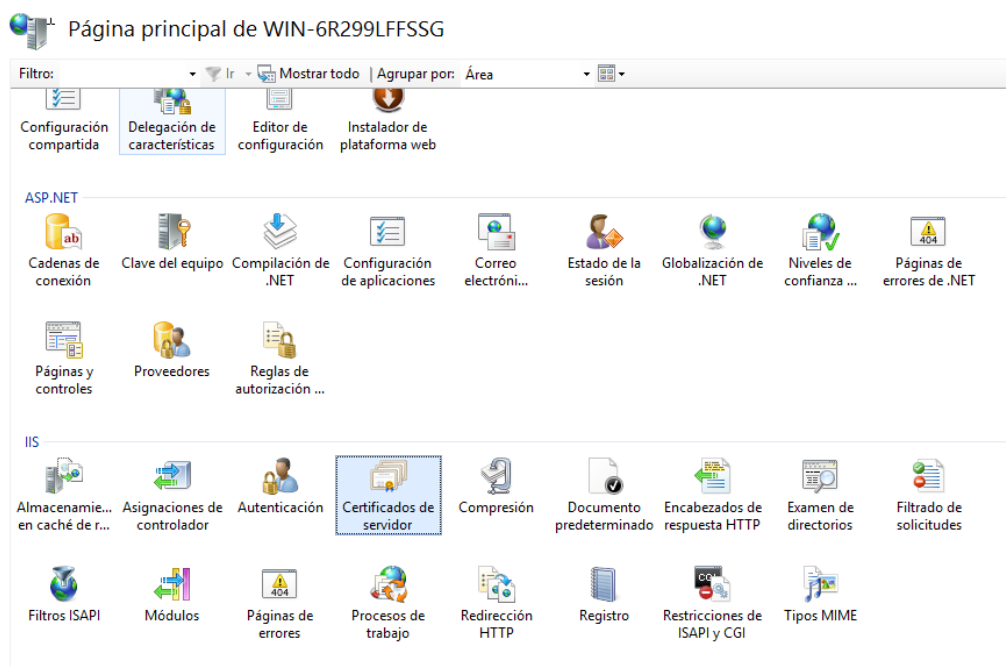 Página principal de WIN-6R299LFFSSG
Filtro: Ir Mostrar todo Agrupar por: Área
Configuración compartida
Delegación de características
Editor de configuración
Instalador de plataforma web
ASP.NET
Cadenas de conexión
Clave del equipo
Compilación de .NET
Configuración de aplicaciones
Correo electróni...
Estado de la sesión
Globalización de .NET
Niveles de confianza ...
Páginas de errores de .NET
Páginas y controles
Proveedores
Reglas de autorización ...
IIS
Almacenamie... en caché de r...
Asignaciones de controlador
Autenticación
Certificados de servidor
Compresión
Documento predeterminado
Encabezados de respuesta HTTP
Examen de directorios
Filtrado de solicitudes
Filtros ISAPI
Módulos
Páginas de errores
Procesos de trabajo
Redirección HTTP
Registro
Restricciones de ISAPI y CGI
Tipos MIME